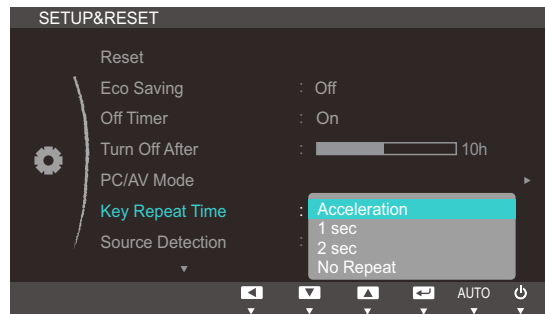 SETUP&RESET
Reset
Eco Saving : Off
Off Timer : On
Turn Off After : 10h
PC/AV Mode
Key Repeat Time : Acceleration
1 sec
Source Detection :
2 sec
No Repeat
AUTO